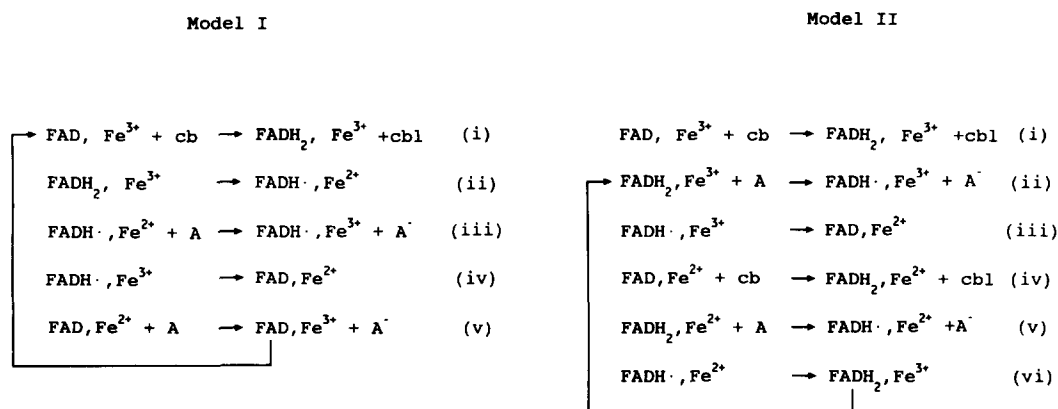 Model I
FAD, Fe³⁺ + cb → FADH₂, Fe³⁺ +cbl (i)
FADH₂, Fe³⁺ → FADH·,Fe²⁺ (ii)
FADH·,Fe²⁺ + A → FADH·,Fe³⁺ + A⁻ (iii)
FADH·,Fe³⁺ → FAD,Fe²⁺ (iv)
FAD,Fe²⁺ + A → FAD,Fe³⁺ + A⁻ (v)
Model II
FAD, Fe³⁺ + cb → FADH₂, Fe³⁺ +cbl (i)
FADH₂,Fe³⁺ + A → FADH·,Fe³⁺ + A⁻ (ii)
FADH·,Fe³⁺ → FAD,Fe²⁺ (iii)
FAD,Fe²⁺ + cb → FADH₂,Fe²⁺ + cbl (iv)
FADH₂,Fe²⁺ + A → FADH·,Fe²⁺ +A⁻ (v)
FADH·,Fe²⁺ → FADH₂,Fe³⁺ (vi)